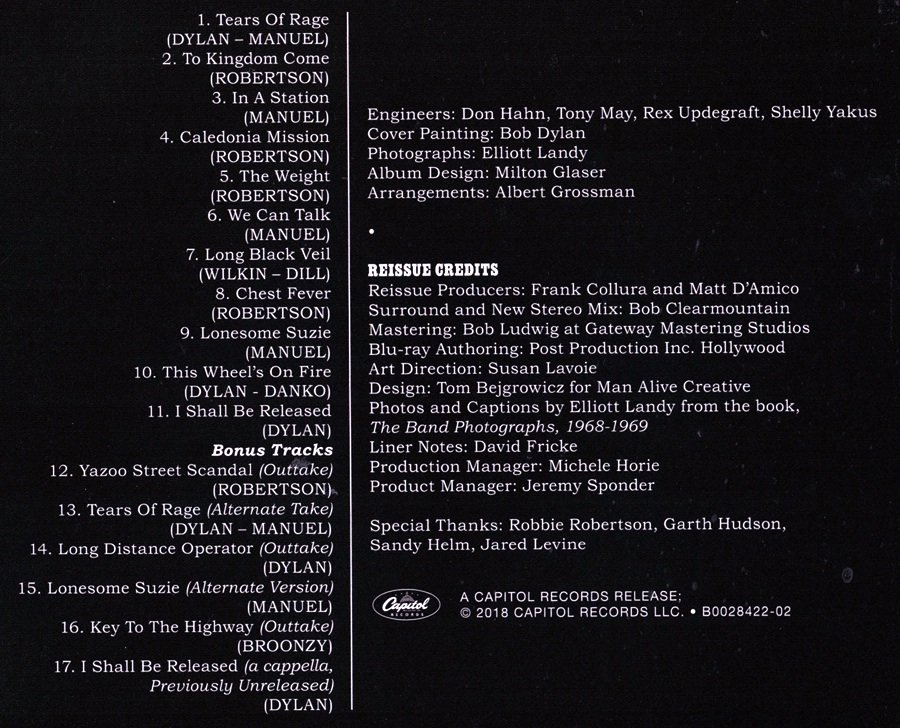 1. Tears Of Rage
(DYLAN – MANUEL)
2. To Kingdom Come
(ROBERTSON)
3. In A Station
(MANUEL)
4. Caledonia Mission
(ROBERTSON)
5. The Weight
(ROBERTSON)
6. We Can Talk
(MANUEL)
7. Long Black Veil
(WILKIN – DILL)
8. Chest Fever
(ROBERTSON)
9. Lonesome Suzie
(MANUEL)
10. This Wheel's On Fire
(DYLAN - DANKO)
11. I Shall Be Released
(DYLAN)
Bonus Tracks
12. Yazoo Street Scandal (Outtake)
(ROBERTSON)
13. Tears Of Rage (Alternate Take)
(DYLAN – MANUEL)
14. Long Distance Operator (Outtake)
(DYLAN)
15. Lonesome Suzie (Alternate Version)
(MANUEL)
16. Key To The Highway (Outtake)
(BROONZY)
17. I Shall Be Released (a cappella,
Previously Unreleased)
(DYLAN)
Engineers: Don Hahn, Tony May, Rex Updegraft, Shelly Yakus
Cover Painting: Bob Dylan
Photographs: Elliott Landy
Album Design: Milton Glaser
Arrangements: Albert Grossman
•
REISSUE CREDITS
Reissue Producers: Frank Collura and Matt D'Amico
Surround and New Stereo Mix: Bob Clearmountain
Mastering: Bob Ludwig at Gateway Mastering Studios
Blu-ray Authoring: Post Production Inc. Hollywood
Art Direction: Susan Lavoie
Design: Tom Bejgrowicz for Man Alive Creative
Photos and Captions by Elliott Landy from the book,
The Band Photographs, 1968-1969
Liner Notes: David Fricke
Production Manager: Michele Horie
Product Manager: Jeremy Sponder
Special Thanks: Robbie Robertson, Garth Hudson,
Sandy Helm, Jared Levine
Capitol
RECORDS
A CAPITOL RECORDS RELEASE;
© 2018 CAPITOL RECORDS LLC. • B0028422-02